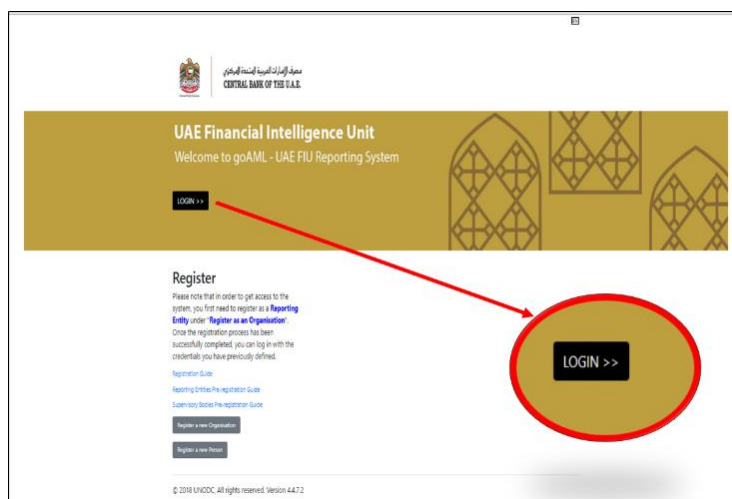 مصرف الإمارات العربية المتحدة المركزي
CENTRAL BANK OF THE U.A.E.
UAE Financial Intelligence Unit
Welcome to goAML - UAE FIU Reporting System
LOGIN >>
Register
Please note that in order to get access to the
system, you first need to register as a Reporting
Entity under "Register as an Organisation".
Once the registration process has been
successfully completed, you can log in with the
credentials you have previously defined.
Registration Guide
Reporting Entities Pre-registration Guide
Supervisory Bodies Pre-registration Guide
Register a new Organisation
Register a new Person
LOGIN >>
© 2018 UNODC, All rights reserved. Version 4.4.7.2